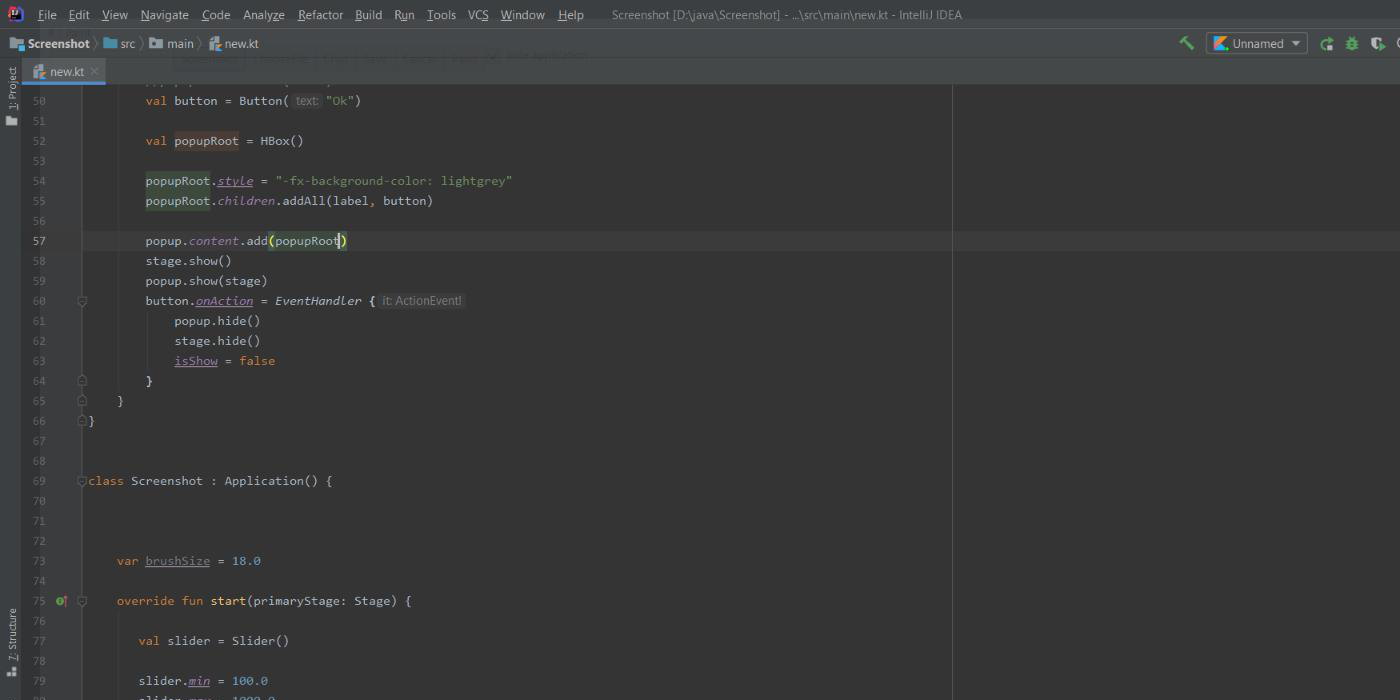 File Edit View Navigate Code Analyze Refactor Build Run Tools VCS Window Help Screenshot [D:\java\Screenshot] - ...\src\main\new.kt - IntelliJ IDEA
Screenshot src main new.kt Unnamed
new.kt
1: Project
50 val button = Button( text: "Ok")
51
52 val popupRoot = HBox()
53
54 popupRoot.style = "-fx-background-color: lightgrey"
55 popupRoot.children.addAll(label, button)
56
57 popup.content.add(popupRoot)
58 stage.show()
59 popup.show(stage)
60 button.onAction = EventHandler { it: ActionEvent!
61 popup.hide()
62 stage.hide()
63 isShow = false
64 }
65 }
66 }
67
68
69 class Screenshot : Application() {
70
71
72
73 var brushSize = 18.0
74
75 override fun start(primaryStage: Stage) {
76
77 val slider = Slider()
78
79 slider.min = 100.0
7: Structure